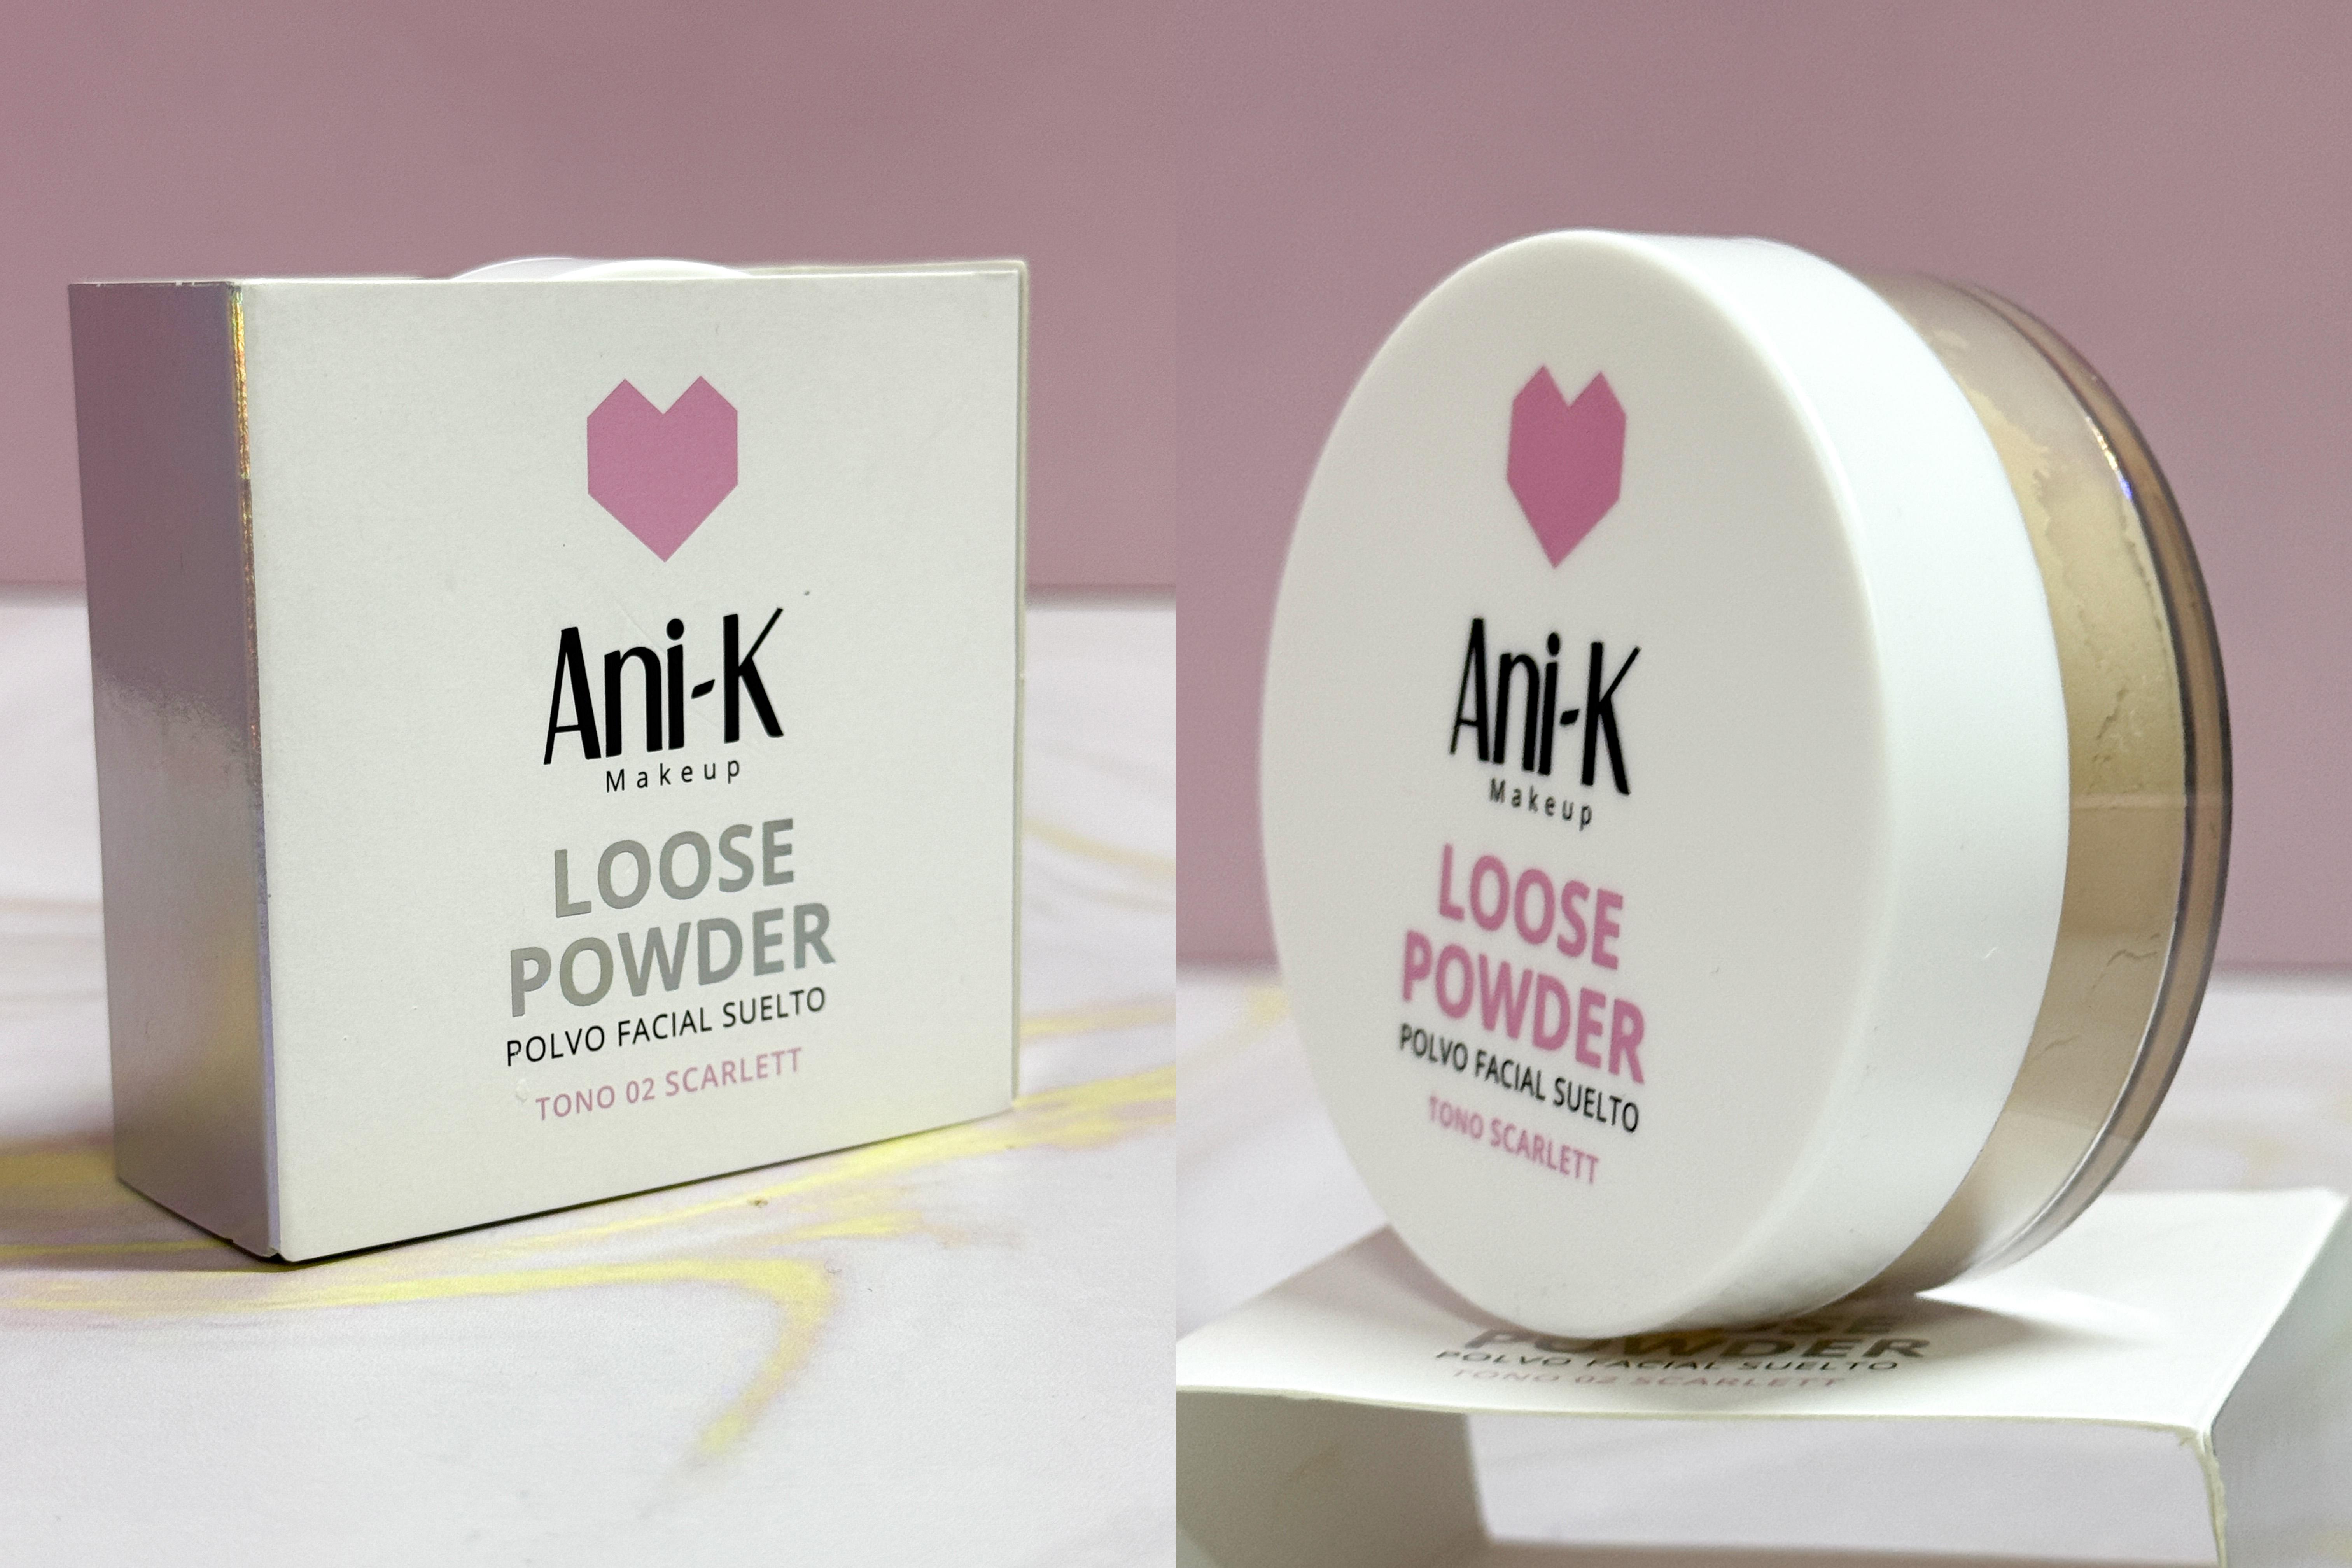 Ani-K
Makeup
LOOSE
POWDER
POLVO FACIAL SUELTO
TONO 02 SCARLETT
Ani-K
Makeup
LOOSE
POWDER
POLVO FACIAL SUELTO
TONO SCARLETT
LOOSE
POWDER
POLVO FACIAL SUELTO
TONO 02 SCARLETT